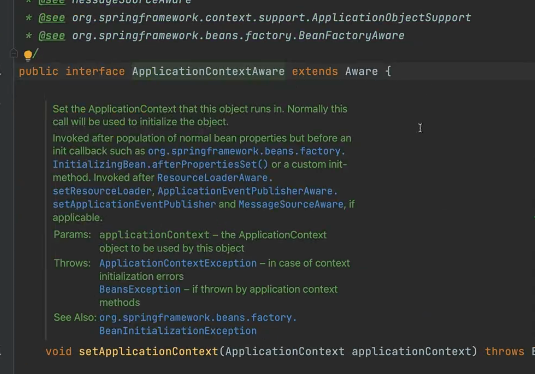 * @see org.springframework.context.support.ApplicationObjectSupport
* @see org.springframework.beans.factory.BeanFactoryAware
*/
public interface ApplicationContextAware extends Aware {
Set the ApplicationContext that this object runs in. Normally this
call will be used to initialize the object.
Invoked after population of normal bean properties but before an
init callback such as org.springframework.beans.factory.
InitializingBean.afterPropertiesSet() or a custom init-
method. Invoked after ResourceLoaderAware.
setResourceLoader, ApplicationEventPublisherAware.
setApplicationEventPublisher and MessageSourceAware, if
applicable.
Params: applicationContext – the ApplicationContext
object to be used by this object
Throws: ApplicationContextException – in case of context
initialization errors
BeansException – if thrown by application context
methods
See Also: org.springframework.beans.factory.
BeanInitializationException
void setApplicationContext(ApplicationContext applicationContext) throws